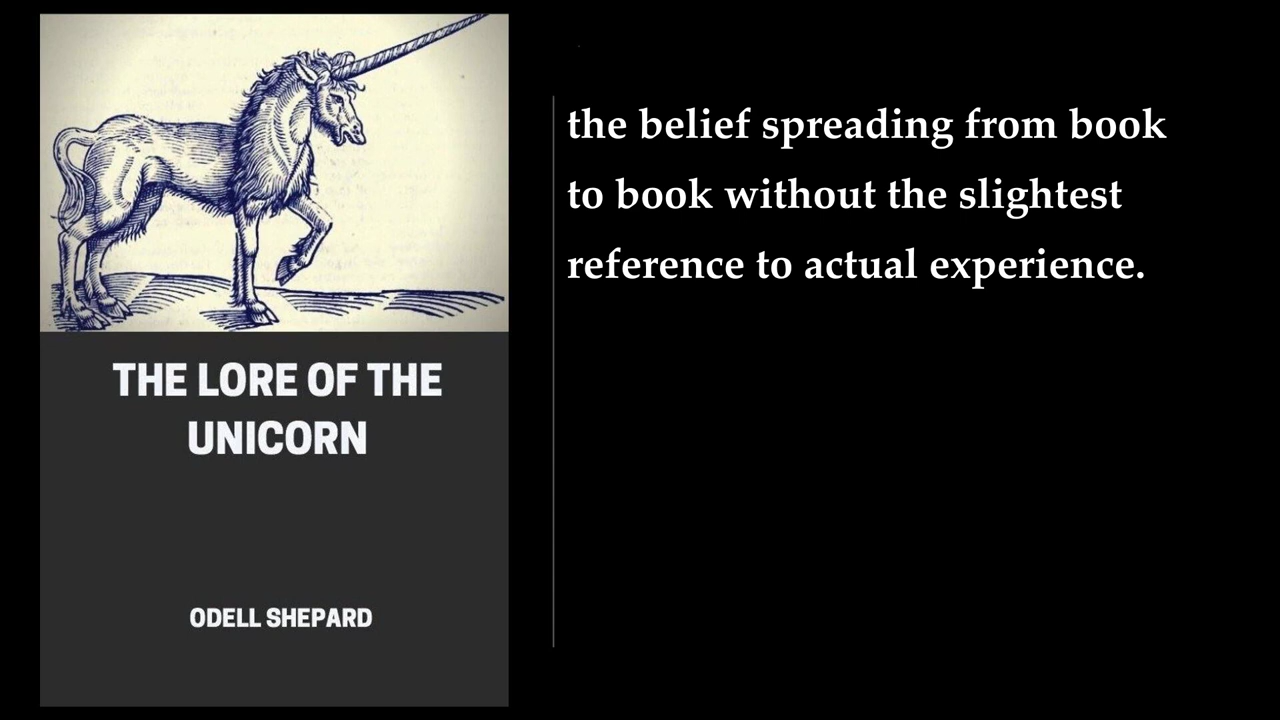 THE LORE OF THE
UNICORN
ODELL SHEPARD
the belief spreading from book
to book without the slightest
reference to actual experience.